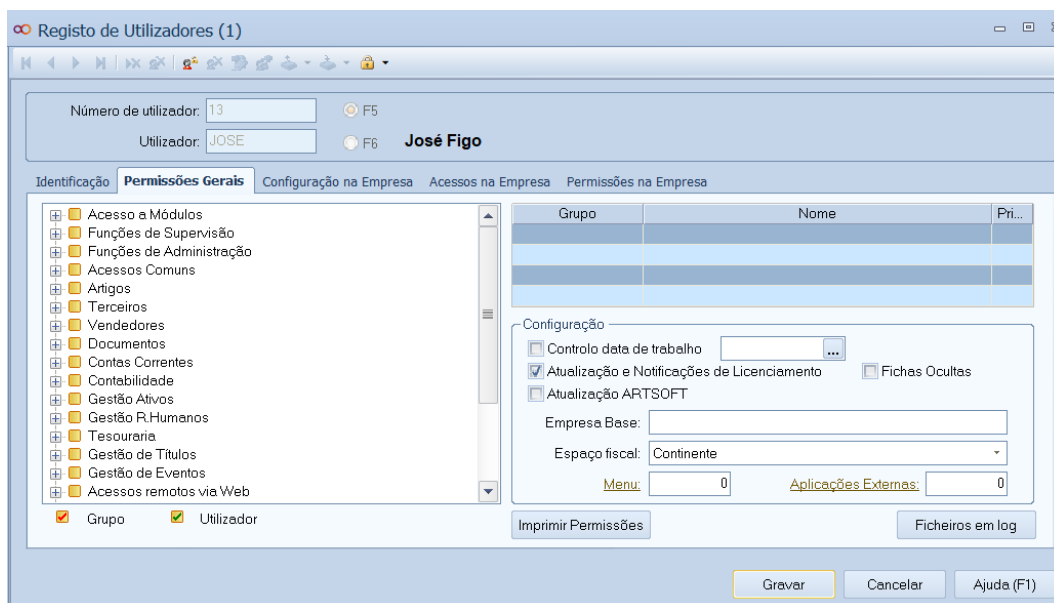 Registo de Utilizadores (1)
Número de utilizador: 13 F5
Utilizador: JOSE F6 José Figo
Identificação Permissões Gerais Configuração na Empresa Acessos na Empresa Permissões na Empresa
Acesso a Módulos
Funções de Supervisão
Funções de Administração
Acessos Comuns
Artigos
Terceiros
Vendedores
Documentos
Contas Correntes
Contabilidade
Gestão Ativos
Gestão R.Humanos
Tesouraria
Gestão de Títulos
Gestão de Eventos
Acessos remotos via Web
Grupo Utilizador
Grupo Nome Pri...
Configuração
Controlo data de trabalho ...
Atualização e Notificações de Licenciamento Fichas Ocultas
Atualização ARTSOFT
Empresa Base:
Espaço fiscal: Continente
Menu: 0 Aplicações Externas: 0
Imprimir Permissões Ficheiros em log
Gravar Cancelar Ajuda (F1)